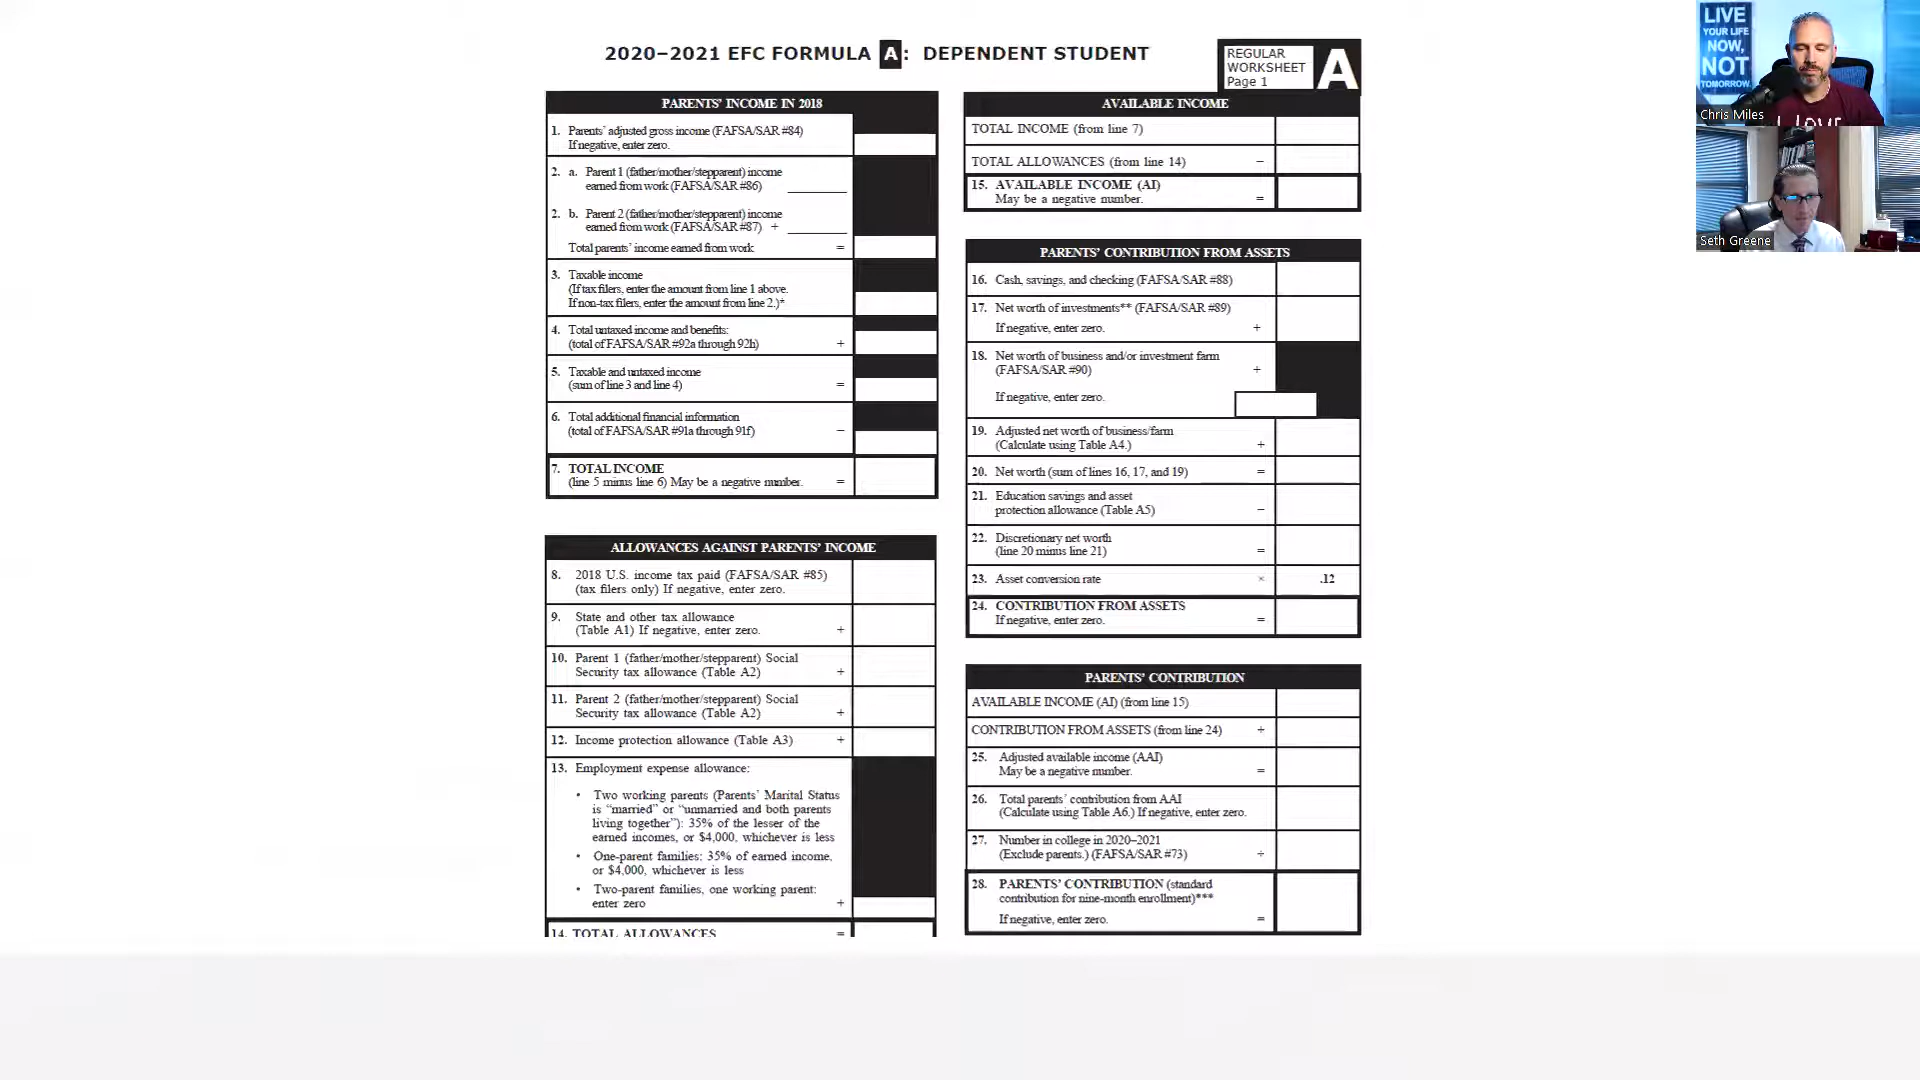 2020–2021 EFC FORMULA A: DEPENDENT STUDENT
REGULAR
WORKSHEET
Page 1
A
PARENTS' INCOME IN 2018
1. Parents' adjusted gross income (FAFSA/SAR #84)
If negative, enter zero.
2. a. Parent 1 (father/mother/stepparent) income
earned from work (FAFSA/SAR #86) ________
2. b. Parent 2 (father/mother/stepparent) income
earned from work (FAFSA/SAR #87) + ________
Total parents' income earned from work =
3. Taxable income
(If tax filers, enter the amount from line 1 above.
If non-tax filers, enter the amount from line 2.)*
4. Total untaxed income and benefits:
(total of FAFSA/SAR #92a through 92h) +
5. Taxable and untaxed income
(sum of line 3 and line 4) =
6. Total additional financial information
(total of FAFSA/SAR #91a through 91f) −
7. TOTAL INCOME
(line 5 minus line 6) May be a negative number. =
ALLOWANCES AGAINST PARENTS' INCOME
8. 2018 U.S. income tax paid (FAFSA/SAR #85)
(tax filers only) If negative, enter zero.
9. State and other tax allowance
(Table A1) If negative, enter zero. +
10. Parent 1 (father/mother/stepparent) Social
Security tax allowance (Table A2) +
11. Parent 2 (father/mother/stepparent) Social
Security tax allowance (Table A2) +
12. Income protection allowance (Table A3) +
13. Employment expense allowance:
• Two working parents (Parents' Marital Status
is “married” or “unmarried and both parents
living together”): 35% of the lesser of the
earned incomes, or $4,000, whichever is less
• One-parent families: 35% of earned income,
or $4,000, whichever is less
• Two-parent families, one working parent:
enter zero +
14. TOTAL ALLOWANCES =
AVAILABLE INCOME
TOTAL INCOME (from line 7)
TOTAL ALLOWANCES (from line 14) −
15. AVAILABLE INCOME (AI)
May be a negative number. =
PARENTS' CONTRIBUTION FROM ASSETS
16. Cash, savings, and checking (FAFSA/SAR #88)
17. Net worth of investments** (FAFSA/SAR #89)
If negative, enter zero. +
18. Net worth of business and/or investment farm
(FAFSA/SAR #90) +
If negative, enter zero.
19. Adjusted net worth of business/farm
(Calculate using Table A4.) +
20. Net worth (sum of lines 16, 17, and 19) =
21. Education savings and asset
protection allowance (Table A5) −
22. Discretionary net worth
(line 20 minus line 21) =
23. Asset conversion rate × .12
24. CONTRIBUTION FROM ASSETS
If negative, enter zero. =
PARENTS' CONTRIBUTION
AVAILABLE INCOME (AI) (from line 15)
CONTRIBUTION FROM ASSETS (from line 24) +
25. Adjusted available income (AAI)
May be a negative number. =
26. Total parents' contribution from AAI
(Calculate using Table A6.) If negative, enter zero.
27. Number in college in 2020–2021
(Exclude parents.) (FAFSA/SAR #73) ÷
28. PARENTS' CONTRIBUTION (standard
contribution for nine-month enrollment)***
If negative, enter zero. =
LIVE
YOUR LIFE
NOW,
NOT
TOMORROW.
Chris Miles
Seth Greene